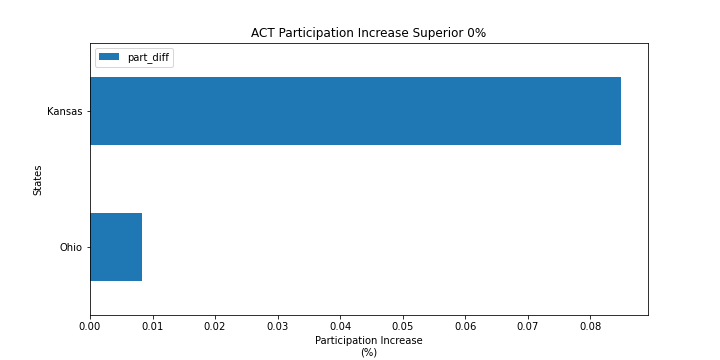 ACT Participation Increase Superior 0%
part_diff
States
Kansas
Ohio
0.00 0.01 0.02 0.03 0.04 0.05 0.06 0.07 0.08
Participation Increase
(%)